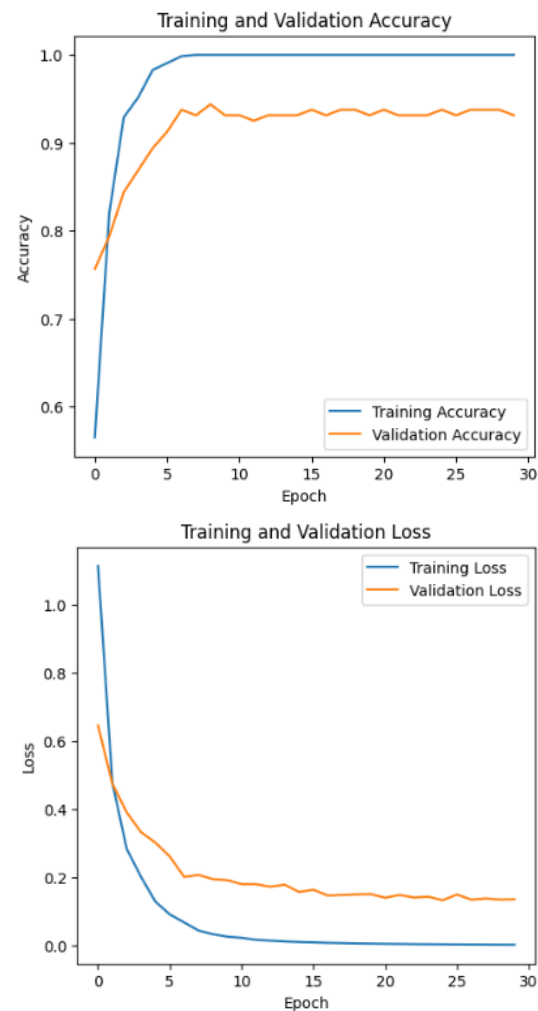 Training and Validation Accuracy
1.0
0.9
0.8
0.7
0.6
Accuracy
Training Accuracy
Validation Accuracy
0 5 10 15 20 25 30
Epoch
Training and Validation Loss
Training Loss
Validation Loss
1.0
0.8
0.6
0.4
0.2
0.0
Loss
0 5 10 15 20 25 30
Epoch